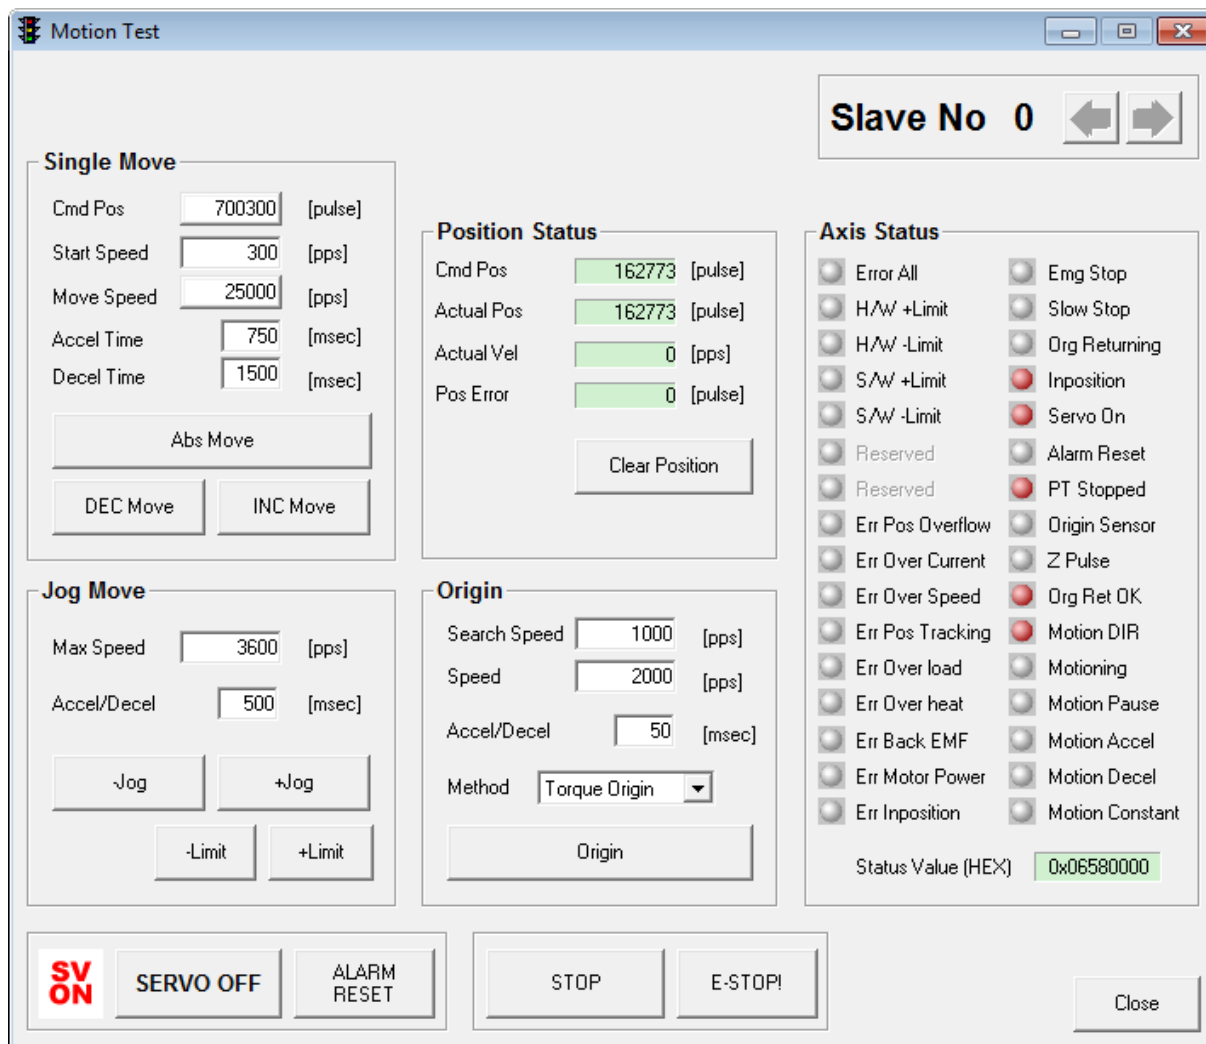 Motion Test
Slave No 0
Single Move
Cmd Pos 700300 [pulse]
Start Speed 300 [pps]
Move Speed 25000 [pps]
Accel Time 750 [msec]
Decel Time 1500 [msec]
Abs Move
DEC Move INC Move
Position Status
Cmd Pos 162773 [pulse]
Actual Pos 162773 [pulse]
Actual Vel 0 [pps]
Pos Error 0 [pulse]
Clear Position
Axis Status
Error All Emg Stop
H/W +Limit Slow Stop
H/W -Limit Org Returning
S/W +Limit Inposition
S/W -Limit Servo On
Reserved Alarm Reset
Reserved PT Stopped
Err Pos Overflow Origin Sensor
Err Over Current Z Pulse
Err Over Speed Org Ret OK
Err Pos Tracking Motion DIR
Err Over load Motioning
Err Over heat Motion Pause
Err Back EMF Motion Accel
Err Motor Power Motion Decel
Err Inposition Motion Constant
Status Value (HEX) 0x06580000
Jog Move
Max Speed 3600 [pps]
Accel/Decel 500 [msec]
-Jog +Jog
-Limit +Limit
Origin
Search Speed 1000 [pps]
Speed 2000 [pps]
Accel/Decel 50 [msec]
Method Torque Origin
Origin
SV
ON
SERVO OFF
ALARM
RESET
STOP
E-STOP!
Close